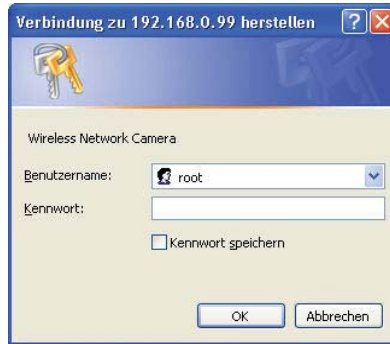 Verbindung zu 192.168.0.99 herstellen
Wireless Network Camera
Benutzername:
root
Kennwort:
Kennwort speichern
OK
Abbrechen